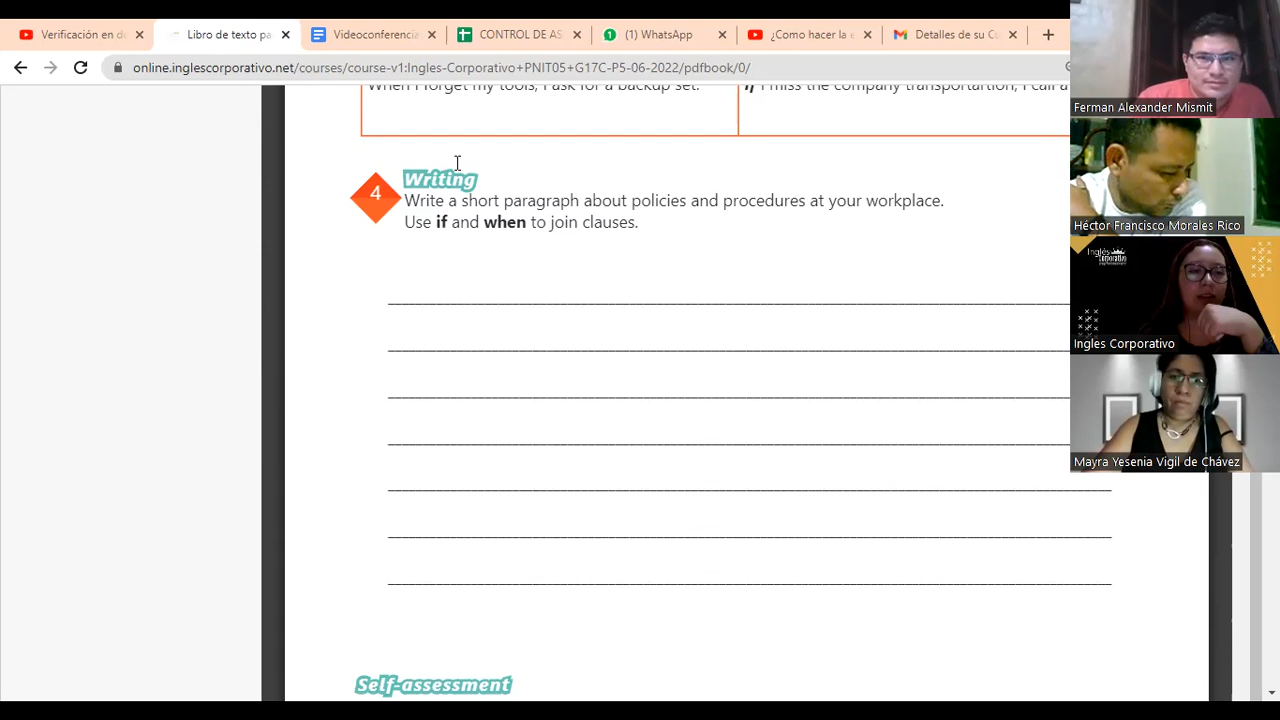 Verificación en d
Libro de texto pa
Videoconferencia
CONTROL DE AS
(1) WhatsApp
¿Como hacer la e
Detalles de su C
online.inglescorporativo.net/courses/course-v1:Ingles-Corporativo+PNIT05+G17C-P5-06-2022/pdfbook/0/
When I forget my tools, I ask for a backup set.
If I miss the company transportartion, I call a
4
Writing
Write a short paragraph about policies and procedures at your workplace.
Use if and when to join clauses.
Self-assessment
Ferman Alexander Mismit
Héctor Francisco Morales Rico
Inglés
Corporativo
Ingles Corporativo
Mayra Yesenia Vigil de Chávez